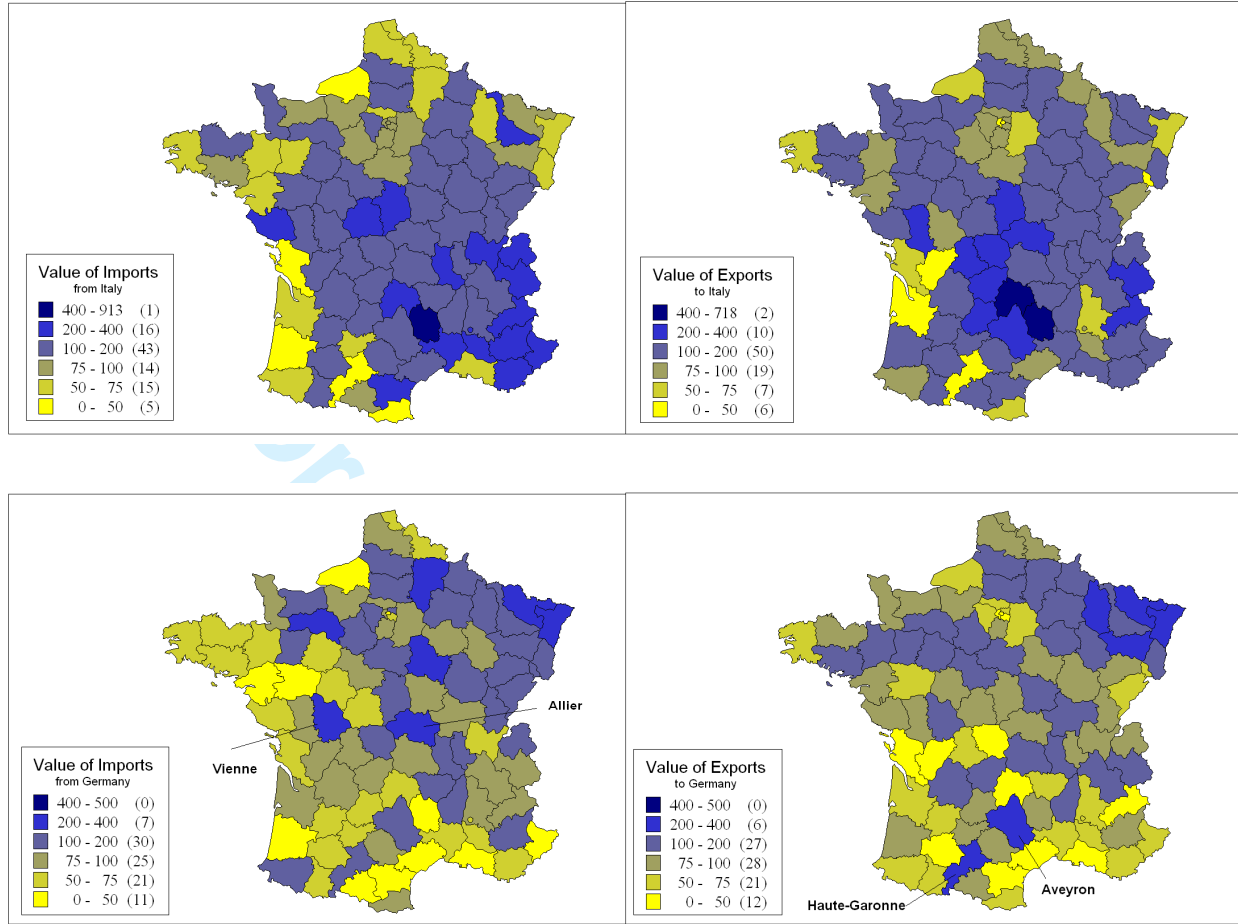 Value of Imports
from Italy
400 - 913 (1)
200 - 400 (16)
100 - 200 (43)
75 - 100 (14)
50 - 75 (15)
0 - 50 (5)
Value of Exports
to Italy
400 - 718 (2)
200 - 400 (10)
100 - 200 (50)
75 - 100 (19)
50 - 75 (7)
0 - 50 (6)
er
Allier
Vienne
Value of Imports
from Germany
400 - 500 (0)
200 - 400 (7)
100 - 200 (30)
75 - 100 (25)
50 - 75 (21)
0 - 50 (11)
Value of Exports
to Germany
400 - 500 (0)
200 - 400 (6)
100 - 200 (27)
75 - 100 (28)
50 - 75 (21)
0 - 50 (12)
Aveyron
Haute-Garonne